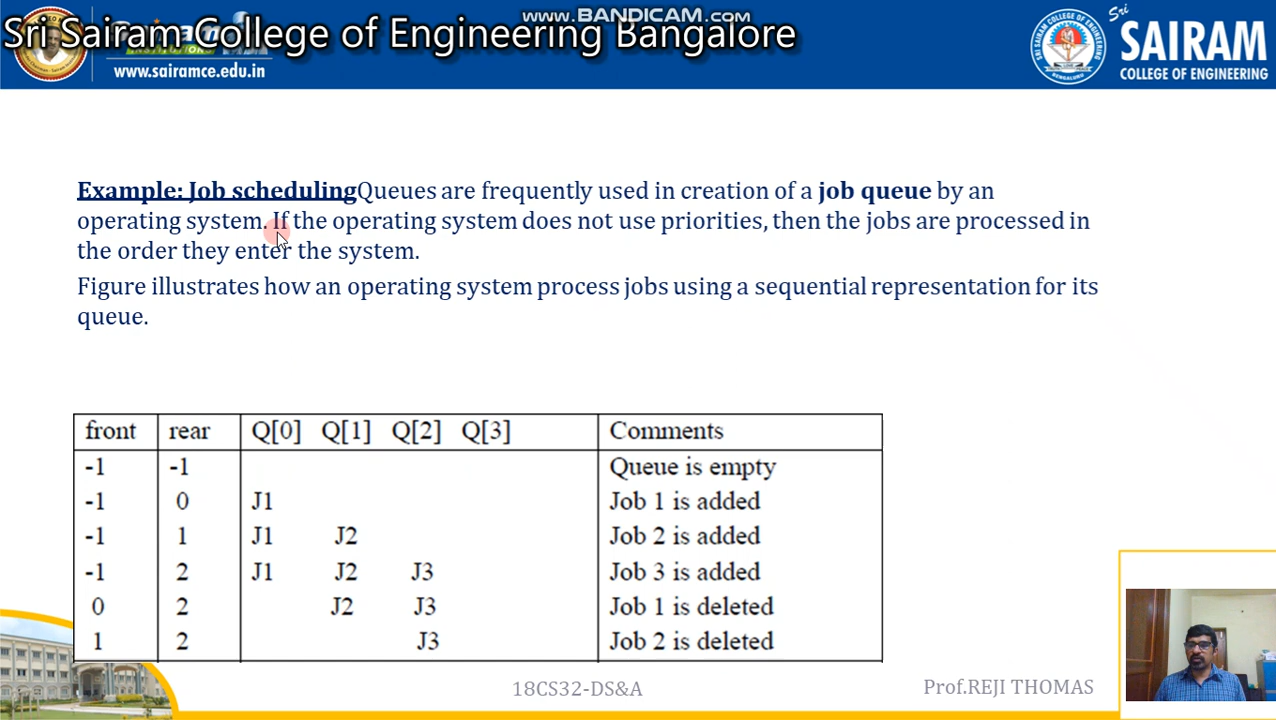 www.BANDICAM.com
Sri Sairam College of Engineering Bangalore
www.sairamce.edu.in
Sri
SAIRAM
COLLEGE OF ENGINEERING
Example: Job schedulingQueues are frequently used in creation of a job queue by an
operating system. If the operating system does not use priorities, then the jobs are processed in
the order they enter the system.
Figure illustrates how an operating system process jobs using a sequential representation for its
queue.
front rear Q[0] Q[1] Q[2] Q[3] Comments
-1 -1 Queue is empty
-1 0 J1 Job 1 is added
-1 1 J1 J2 Job 2 is added
-1 2 J1 J2 J3 Job 3 is added
0 2 J2 J3 Job 1 is deleted
1 2 J3 Job 2 is deleted
18CS32-DS&A
Prof.REJI THOMAS